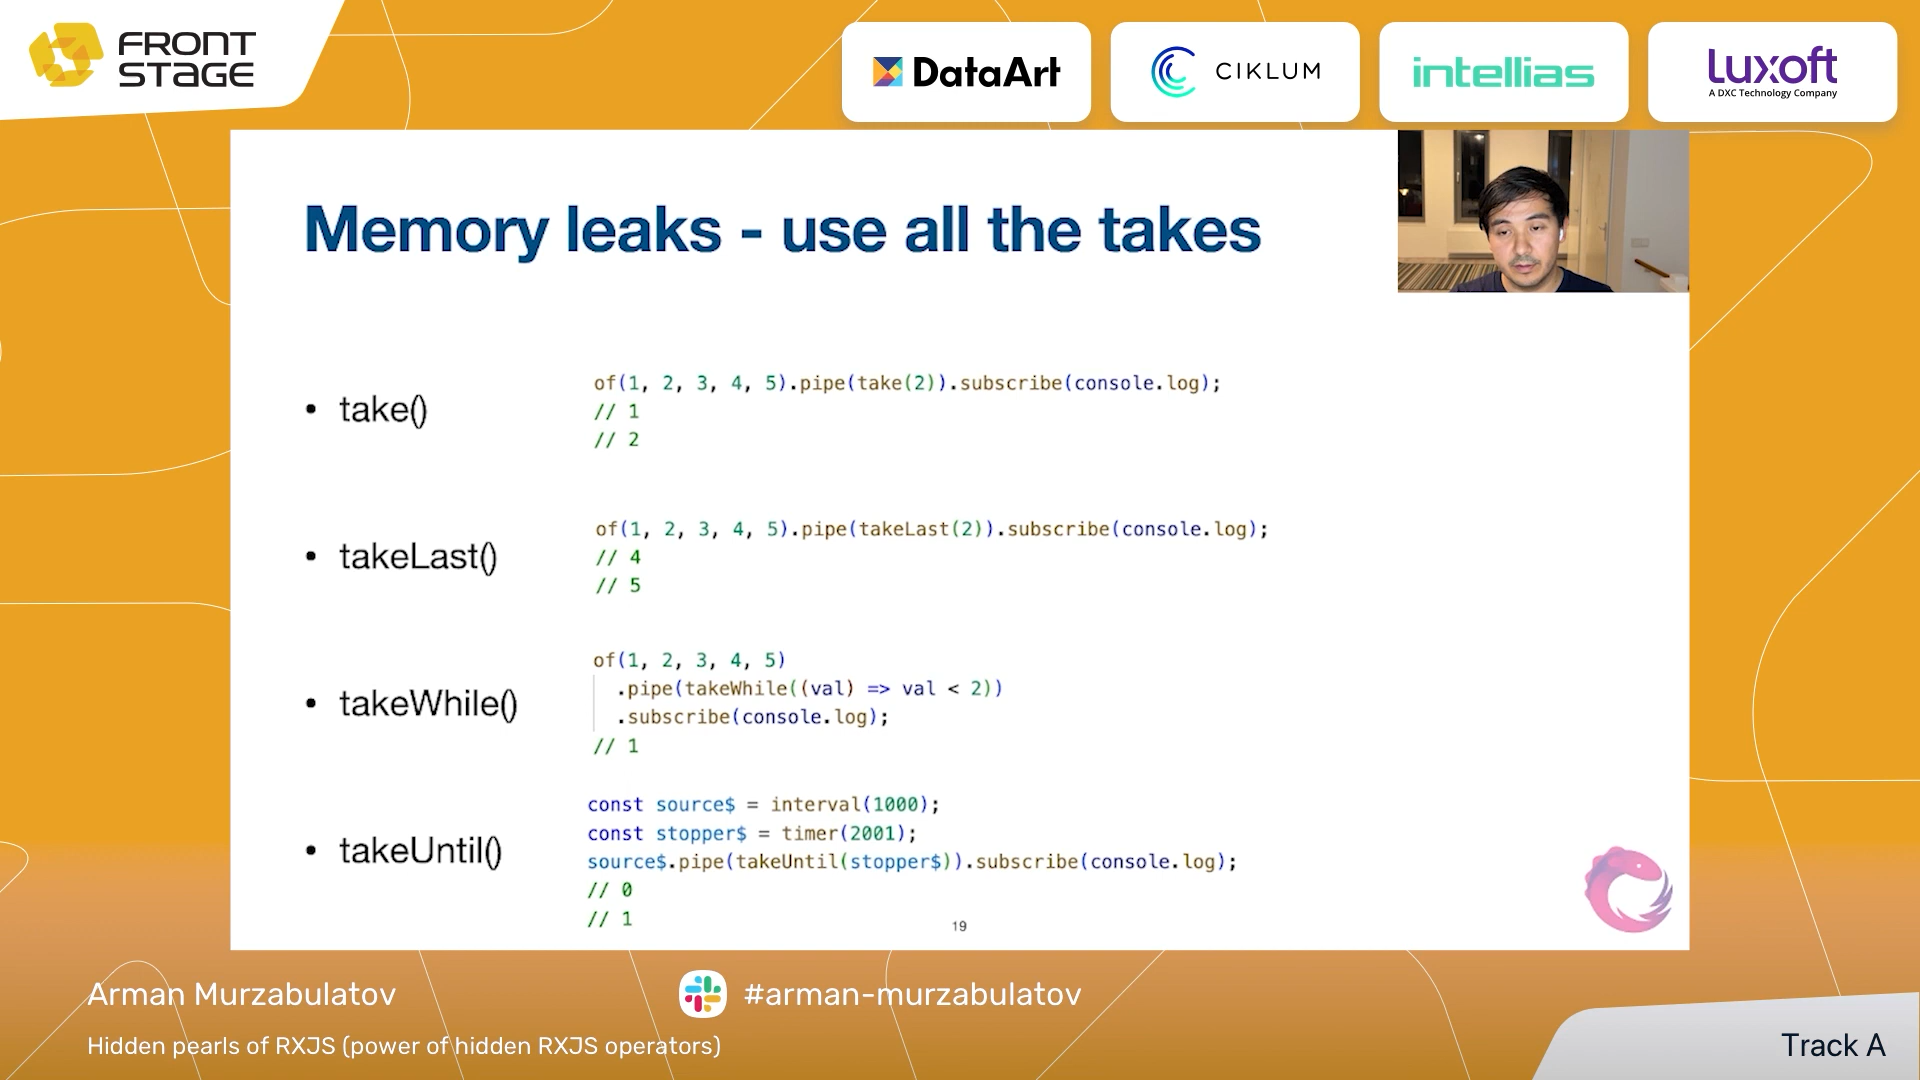 FRONT
STAGE
DataArt
CIKLUM
intellias
Luxoft
A DXC Technology Company
Memory leaks - use all the takes
• take()
of(1, 2, 3, 4, 5).pipe(take(2)).subscribe(console.log);
// 1
// 2
• takeLast()
of(1, 2, 3, 4, 5).pipe(takeLast(2)).subscribe(console.log);
// 4
// 5
• takeWhile()
of(1, 2, 3, 4, 5)
.pipe(takeWhile((val) => val < 2))
.subscribe(console.log);
// 1
• takeUntil()
const source$ = interval(1000);
const stopper$ = timer(2001);
source$.pipe(takeUntil(stopper$)).subscribe(console.log);
// 0
// 1
19
Arman Murzabulatov
#arman-murzabulatov
Hidden pearls of RXJS (power of hidden RXJS operators)
Track A